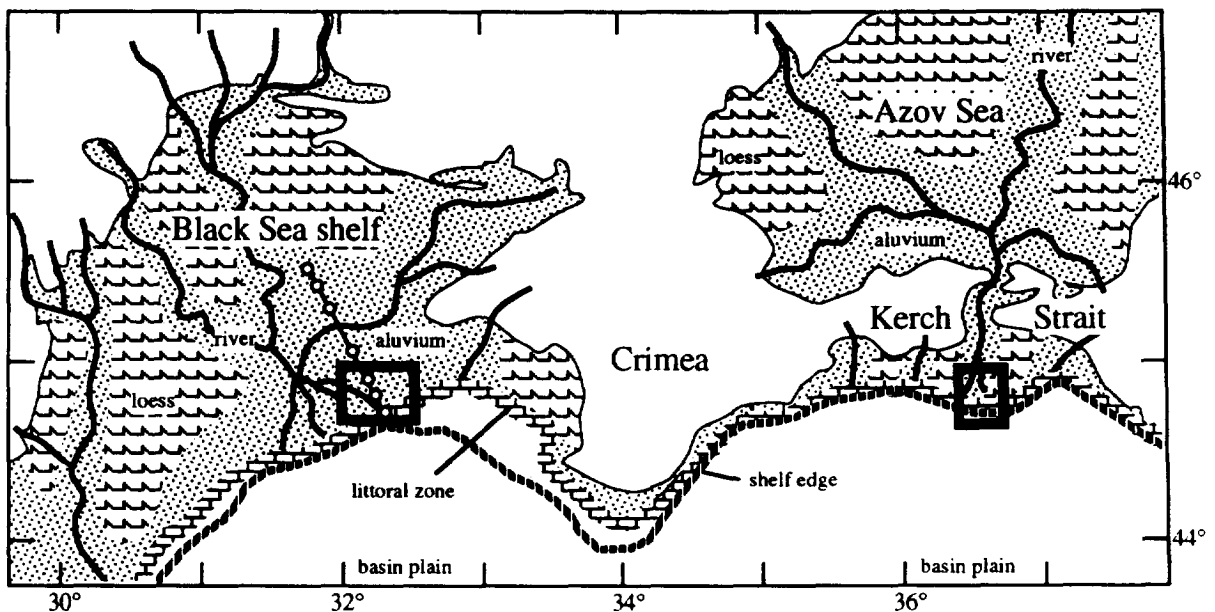 river
Azov Sea
loess
46°
Black Sea shelf
aluvium
Kerch Strait
river
aluvium
Crimea
loess
littoral zone
shelf edge
44°
basin plain
basin plain
30°
32°
34°
36°